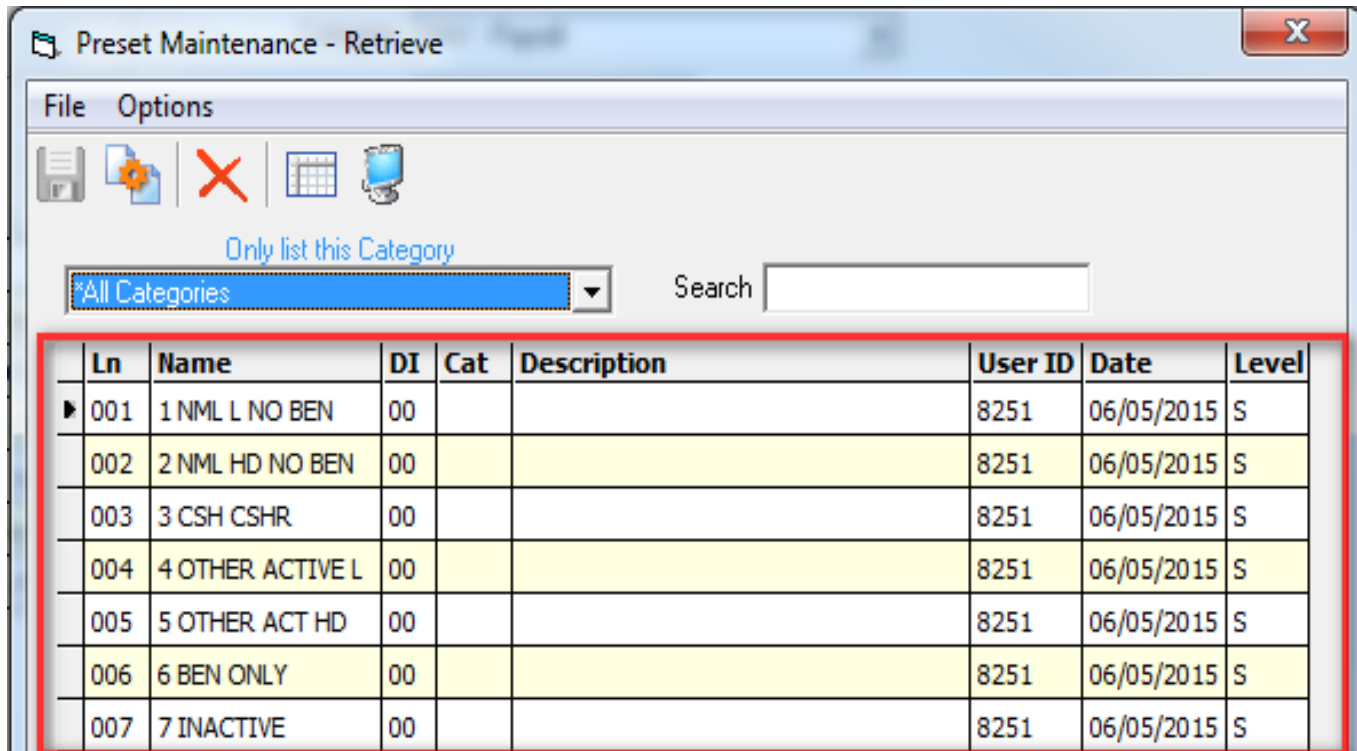 Preset Maintenance - Retrieve
File Options
Only list this Category
*All Categories Search
Ln Name DI Cat Description User ID Date Level
001 1 NML L NO BEN 00 8251 06/05/2015 S
002 2 NML HD NO BEN 00 8251 06/05/2015 S
003 3 CSH CSHR 00 8251 06/05/2015 S
004 4 OTHER ACTIVE L 00 8251 06/05/2015 S
005 5 OTHER ACT HD 00 8251 06/05/2015 S
006 6 BEN ONLY 00 8251 06/05/2015 S
007 7 INACTIVE 00 8251 06/05/2015 S